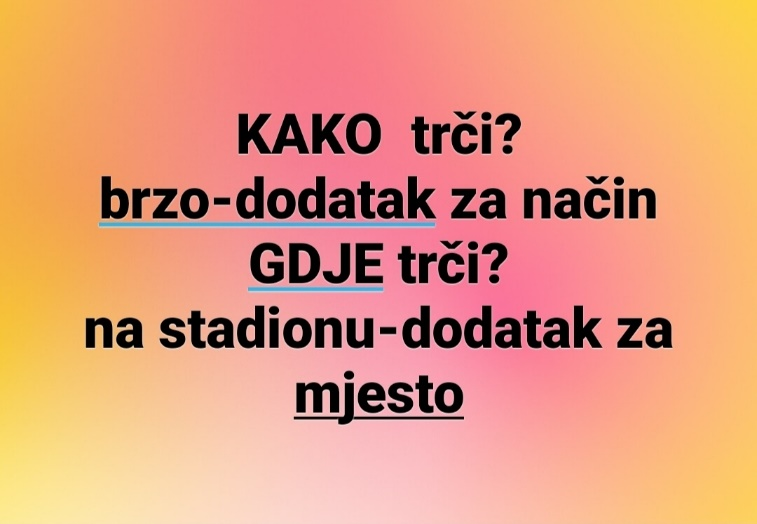 KAKO  trči?
brzo-dodatak za način
GDJE trči?
na stadionu-dodatak za
mjesto